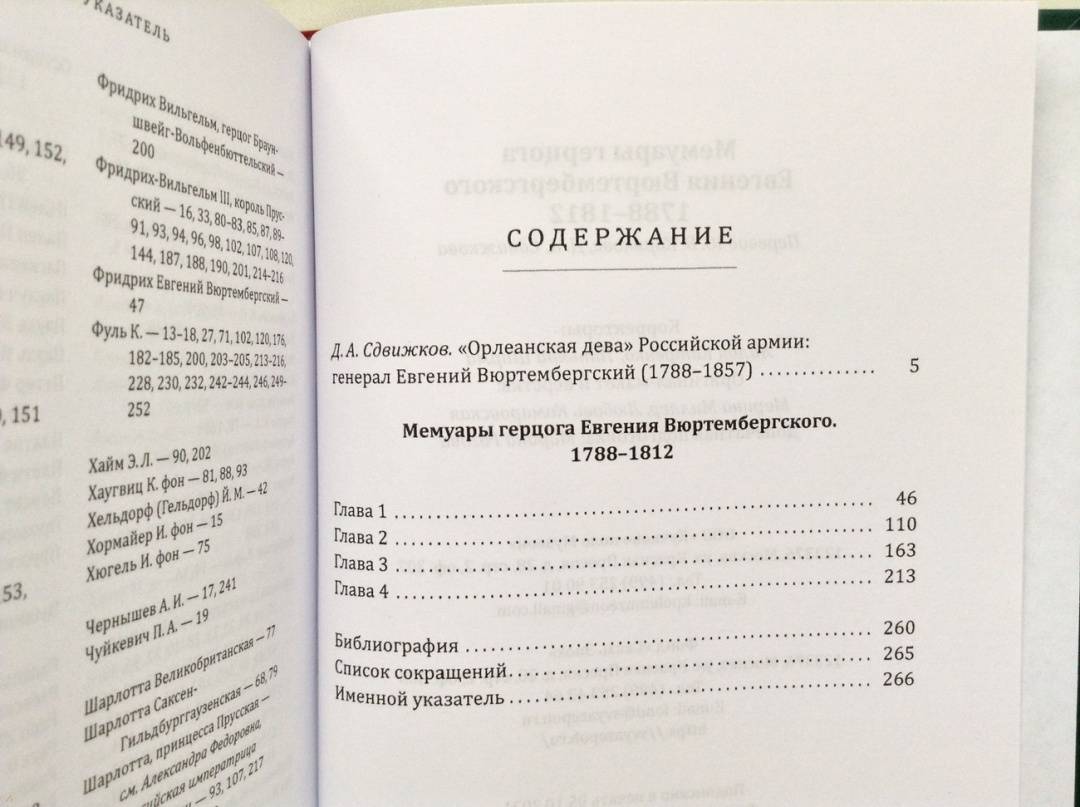 УКАЗАТЕЛЬ
149, 152,
151
153,
Фридрих Вильгельм, герцог Браун-
швейг-Вольфенбюттельский —
200
Фридрих-Вильгельм III, король Прус-
ский — 16, 33, 80–83, 85, 87, 89-
91, 93, 94, 96, 98, 102, 107, 108, 120,
144, 187, 188, 190, 201, 214–216
Фридрих Евгений Вюртембергский —
47
Фуль К. — 13–18, 27, 71, 102, 120, 176,
182–185, 200, 203–205, 213–216,
228, 230, 232, 242–244, 246, 249-
252
Хайм Э.Л. — 90, 202
Хаугвиц К. фон — 81, 88, 93
Хельдорф (Гельдорф) Й. М. — 42
Хормайер И. фон — 15
Хюгель И. фон — 75
Чернышев А. И. — 17, 241
Чуйкевич П. А. — 19
Шарлотта Великобританская — 77
Шарлотта Саксен-
Гильдбурггаузенская — 68, 79
Шарлотта, принцесса Прусская —
см. Александра Федоровна,
императрица
— 93, 107, 217
СОДЕРЖАНИЕ
Д. А. Сдвижков. «Орлеанская дева» Российской армии:
генерал Евгений Вюртембергский (1788–1857) .............. 5
Мемуары герцога Евгения Вюртембергского.
1788–1812
Глава 1 .......... 46
Глава 2 .......... 110
Глава 3 .......... 163
Глава 4 .......... 213
Библиография .......... 260
Список сокращений .......... 265
Именной указатель .......... 266